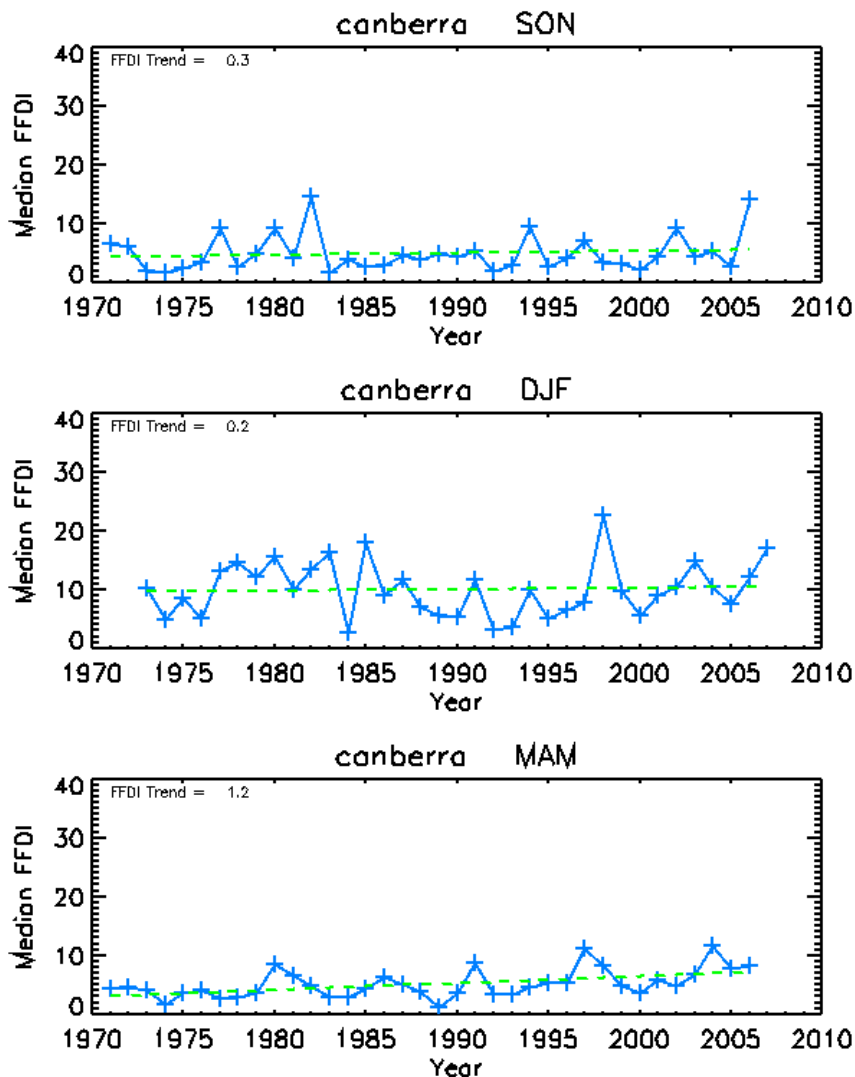 canberra SON
FFDI Trend = 0.3
40
30
20
10
0
Median FFDI
1970 1975 1980 1985 1990 1995 2000 2005 2010
Year
canberra DJF
FFDI Trend = 0.2
40
30
20
10
0
Median FFDI
1970 1975 1980 1985 1990 1995 2000 2005 2010
Year
canberra MAM
FFDI Trend = 1.2
40
30
20
10
0
Median FFDI
1970 1975 1980 1985 1990 1995 2000 2005 2010
Year